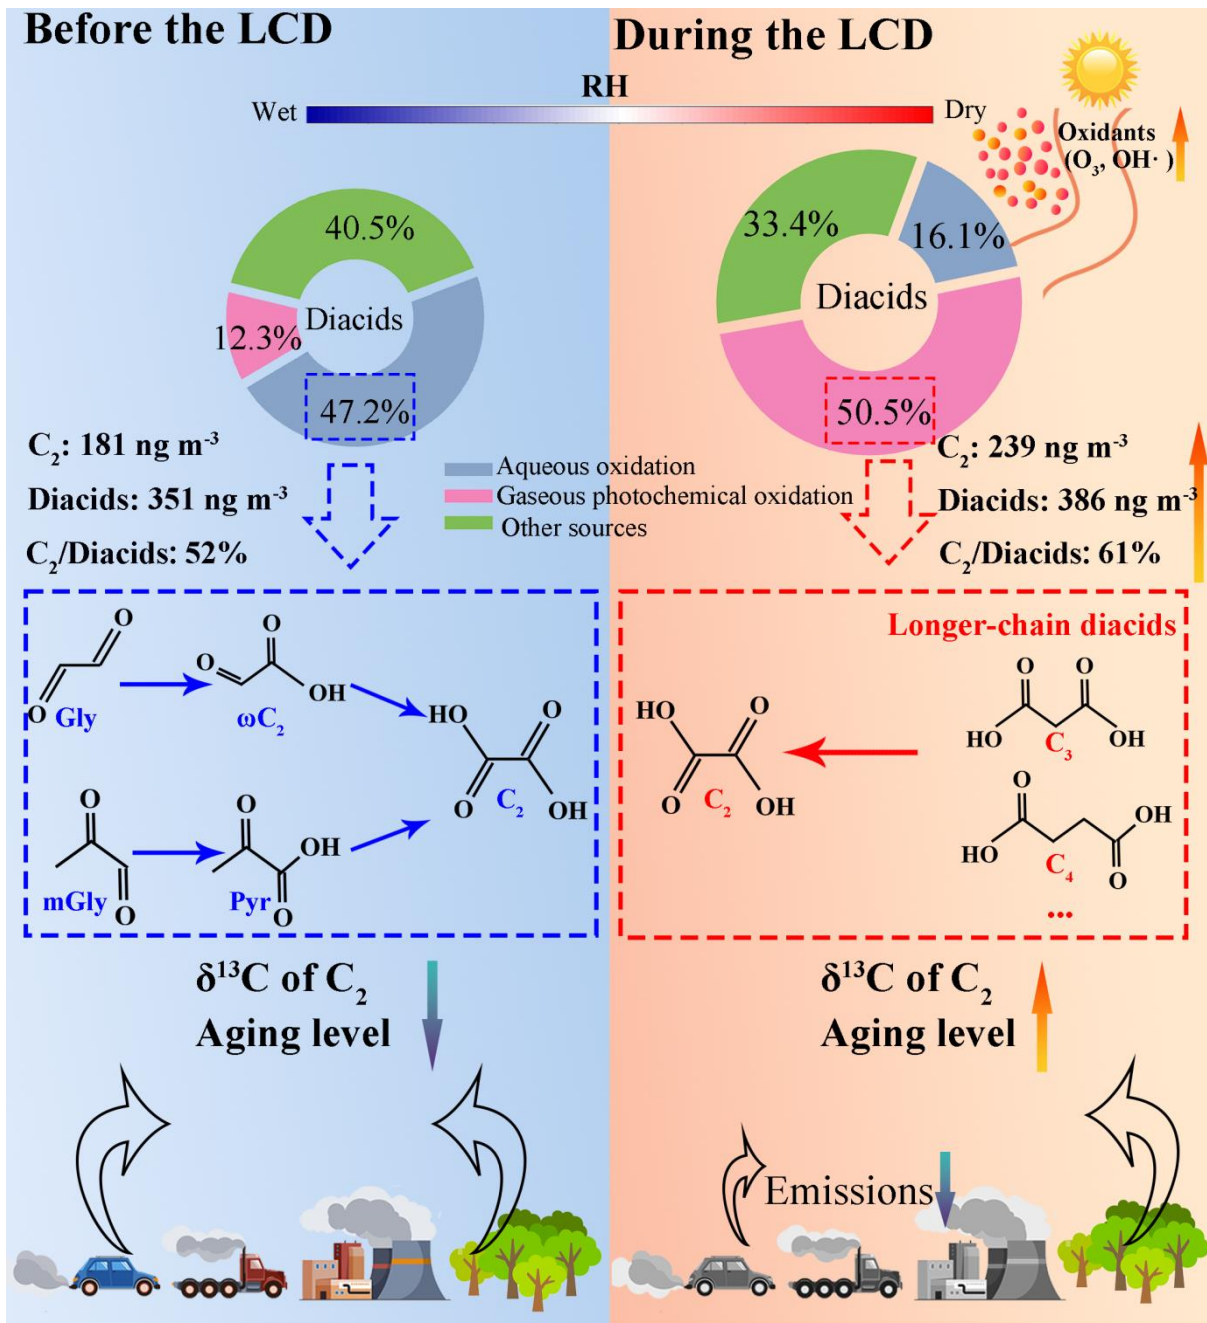 Before the LCD
During the LCD
RH
Wet
Dry
Oxidants
(O₃, OH· )
40.5%
Diacids
12.3%
47.2%
33.4%
16.1%
Diacids
50.5%
C₂: 181 ng m⁻³
Diacids: 351 ng m⁻³
C₂/Diacids: 52%
Aqueous oxidation
Gaseous photochemical oxidation
Other sources
C₂: 239 ng m⁻³
Diacids: 386 ng m⁻³
C₂/Diacids: 61%
O
O
Gly
O
O
OH
ωC₂
HO
O
O
OH
C₂
O
O
mGly
O
OH
O
Pyr
Longer-chain diacids
HO
O
O
OH
C₂
O
O
HO
OH
C₃
O
OH
HO
O
C₄
...
δ¹³C of C₂
Aging level
δ¹³C of C₂
Aging level
Emissions